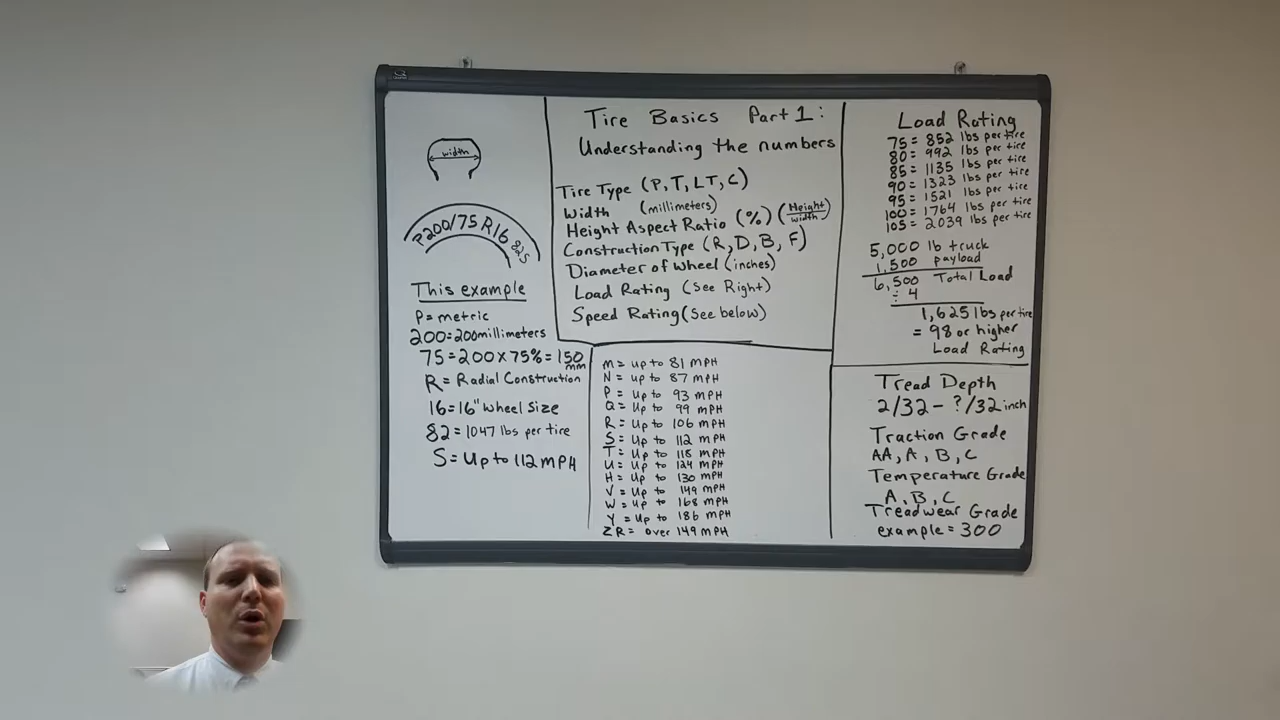 Tire Basics Part 1:
Understanding the numbers
Tire Type (P, T, LT, C)
Width (millimeters)
Height Aspect Ratio (%) (Height/width)
Construction Type (R, D, B, F)
Diameter of Wheel (inches)
Load Rating (See Right)
Speed Rating (See below)
width
P200/75 R16 82S
This example
P = metric
200 = 200 millimeters
75 = 200 x 75% = 150 mm
R = Radial Construction
16 = 16" Wheel Size
82 = 1047 lbs per tire
S = Up to 112 MPH
M = up to 81 MPH
N = up to 87 MPH
P = Up to 93 MPH
Q = Up to 99 MPH
R = Up to 106 MPH
S = Up to 112 MPH
T = Up to 118 MPH
U = Up to 124 MPH
H = Up to 130 MPH
V = Up to 149 MPH
W = Up to 168 MPH
Y = Up to 186 MPH
ZR = over 149 MPH
Load Rating
75 = 852 lbs per tire
80 = 992 lbs per tire
85 = 1135 lbs per tire
90 = 1323 lbs per tire
95 = 1521 lbs per tire
100 = 1764 lbs per tire
105 = 2039 lbs per tire
5,000 lb truck
1,500 payload
6,500 Total Load
÷ 4
1,625 lbs per tire
= 98 or higher
Load Rating
Tread Depth
2/32 - ?/32 inch
Traction Grade
AA, A, B, C
Temperature Grade
A, B, C
Treadwear Grade
example = 300